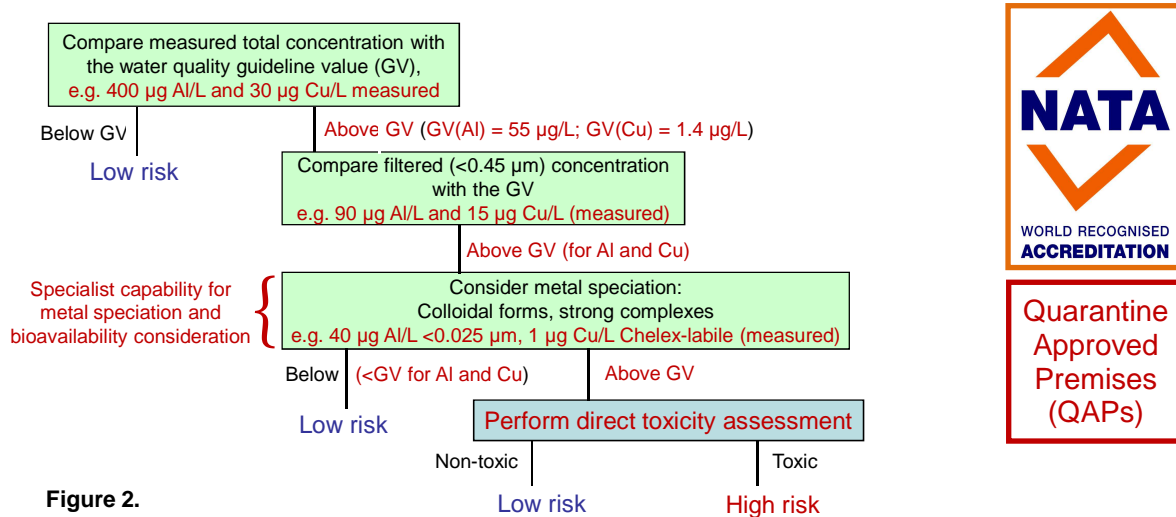 Compare measured total concentration with
the water quality guideline value (GV),
e.g. 400 µg Al/L and 30 µg Cu/L measured
Below GV
Above GV (GV(Al) = 55 µg/L; GV(Cu) = 1.4 µg/L)
Low risk
Compare filtered (<0.45 µm) concentration
with the GV
e.g. 90 µg Al/L and 15 µg Cu/L (measured)
Above GV (for Al and Cu)
Specialist capability for
metal speciation and
bioavailability consideration
Consider metal speciation:
Colloidal forms, strong complexes
e.g. 40 µg Al/L <0.025 µm, 1 µg Cu/L Chelex-labile (measured)
Below (<GV for Al and Cu)
Above GV
Low risk
Perform direct toxicity assessment
Non-toxic
Toxic
Low risk
High risk
Figure 2.
NATA
WORLD RECOGNISED
ACCREDITATION
Quarantine
Approved
Premises
(QAPs)